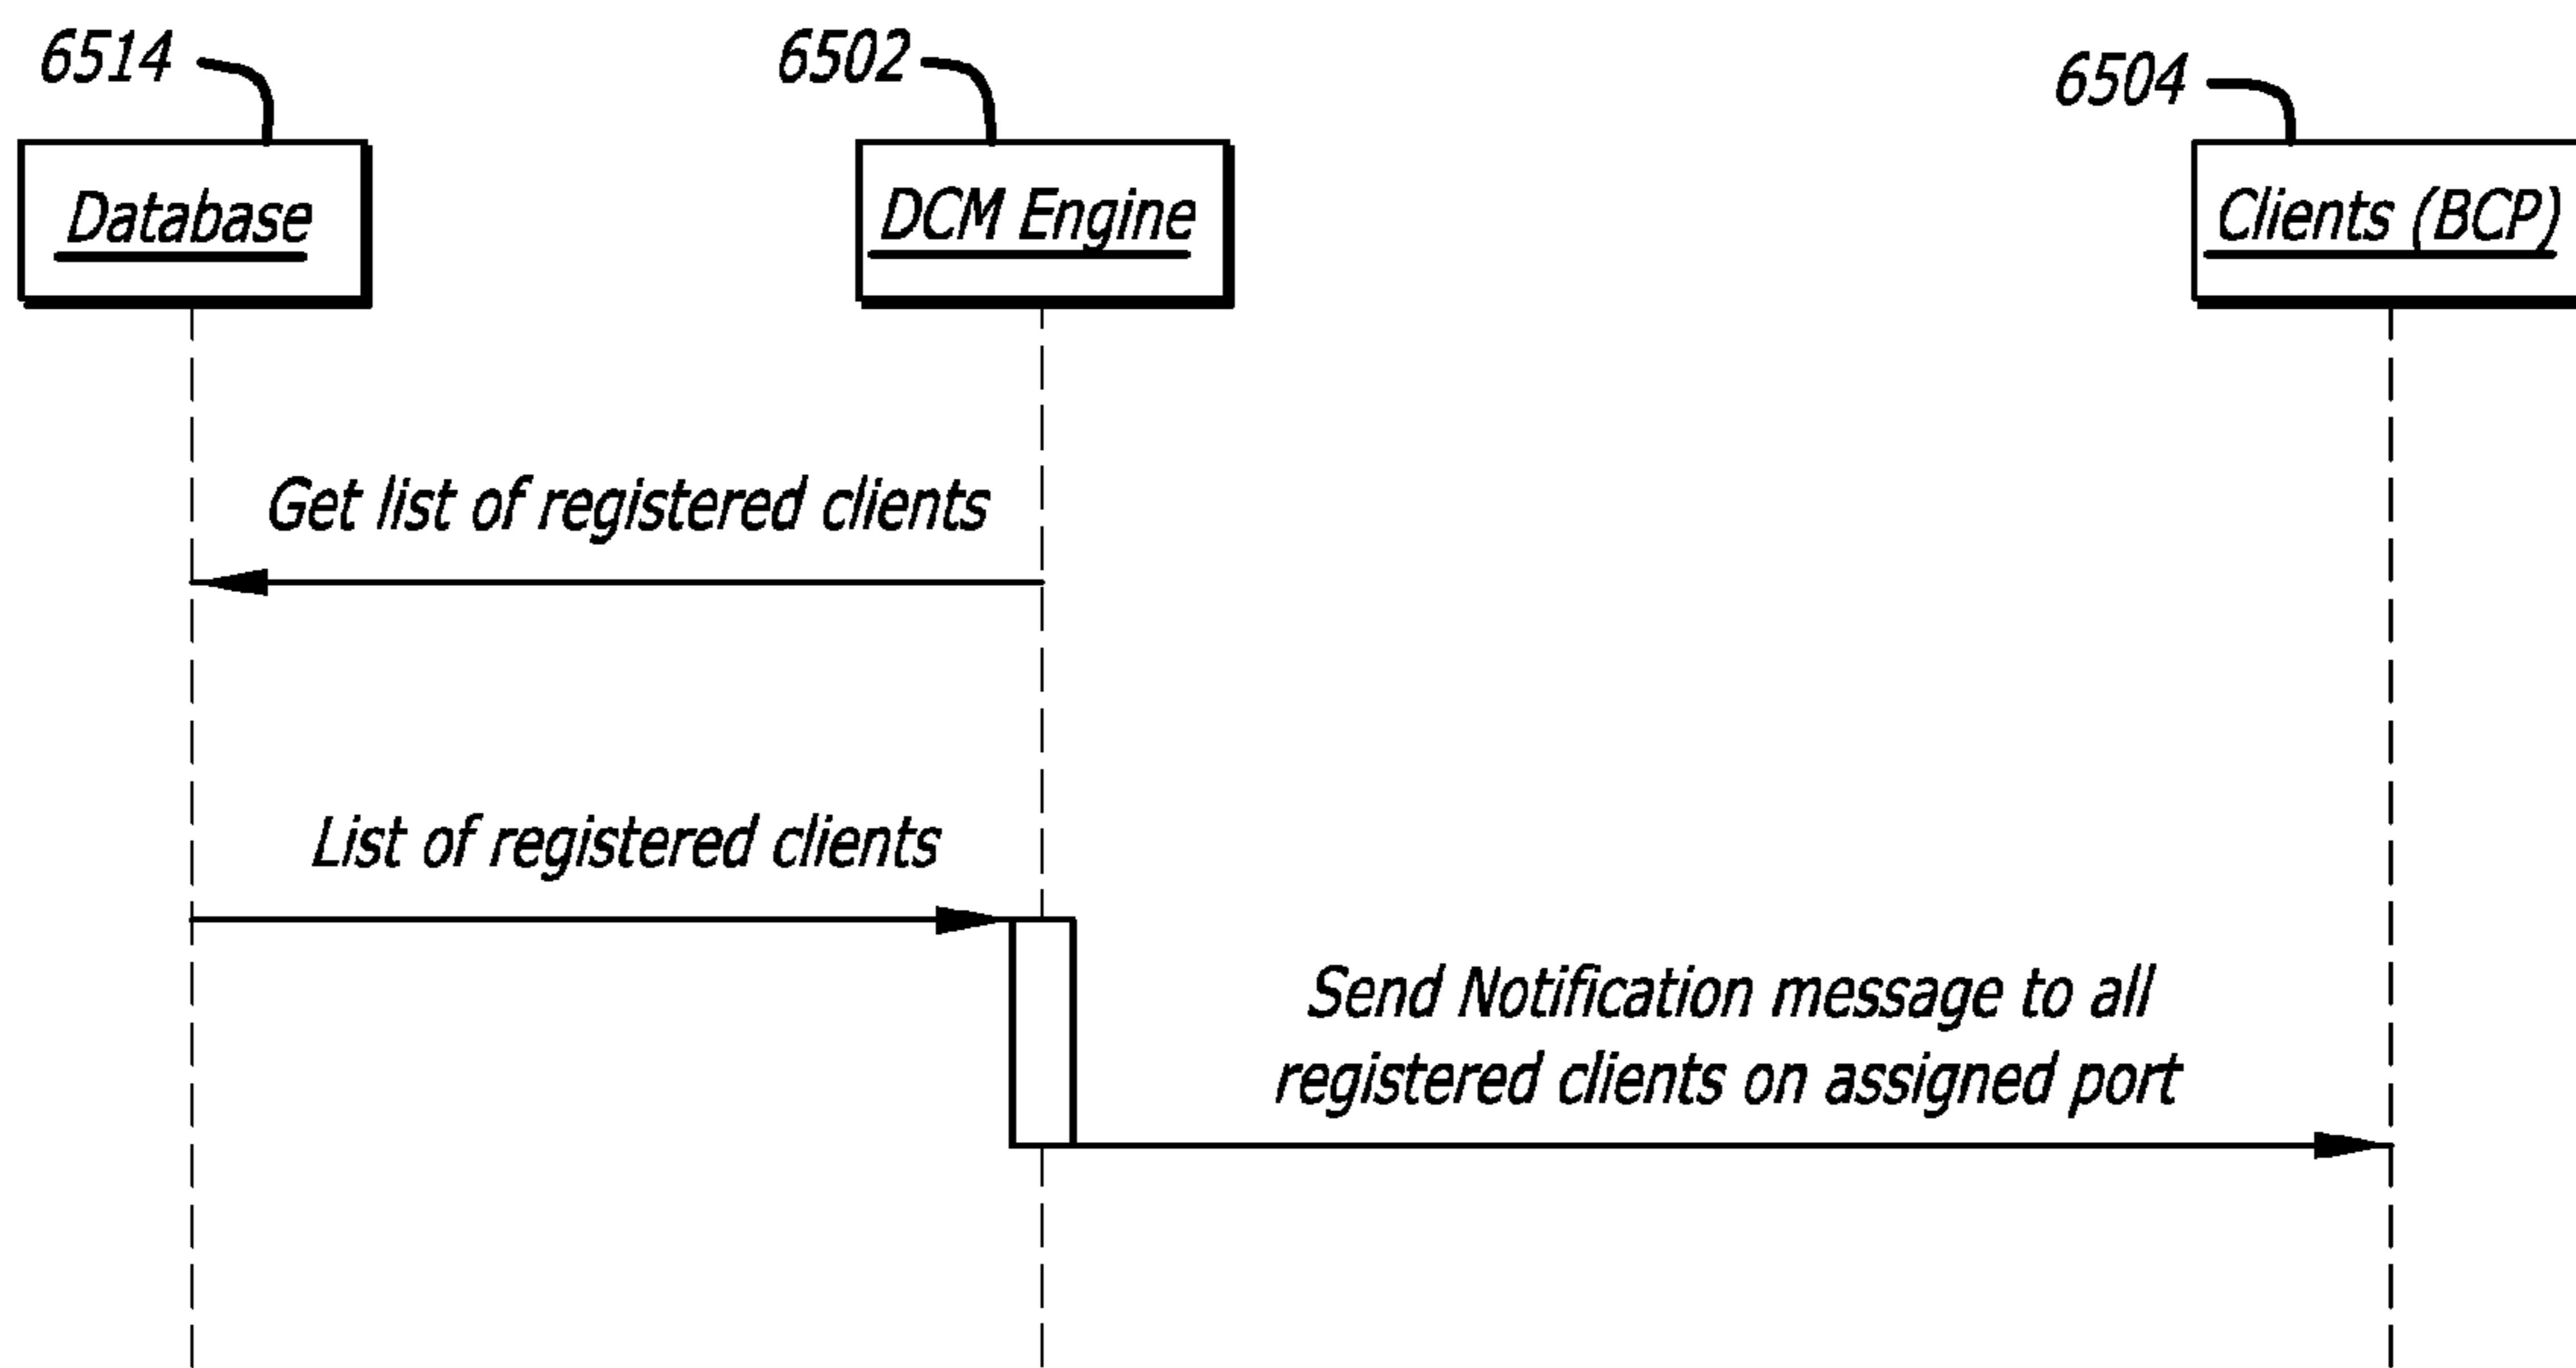 6514
6502
6504
Database
DCM Engine
Clients (BCP)
Get list of registered clients
List of registered clients
Send Notification message to all
registered clients on assigned port